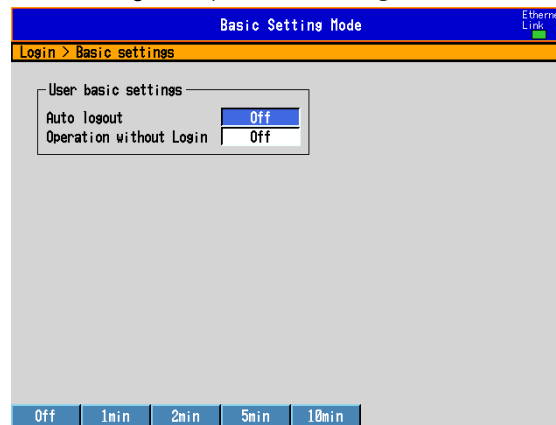 Basic Setting Mode
Link
Login > Basic settings
User basic settings
Auto logout Off
Operation without Login Off
Off 1min 2min 5min 10min